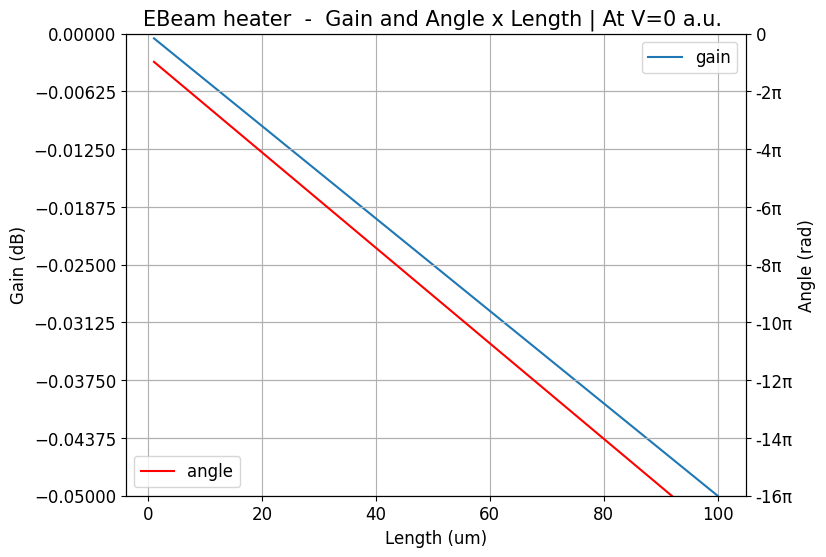 EBeam heater  -  Gain and Angle x Length | At V=0 a.u.
gain
angle
Gain (dB)
0.00000
−0.00625
−0.01250
−0.01875
−0.02500
−0.03125
−0.03750
−0.04375
−0.05000
0
-2π
-4π
-6π
-8π
-10π
-12π
-14π
-16π
Angle (rad)
0 20 40 60 80 100
Length (um)